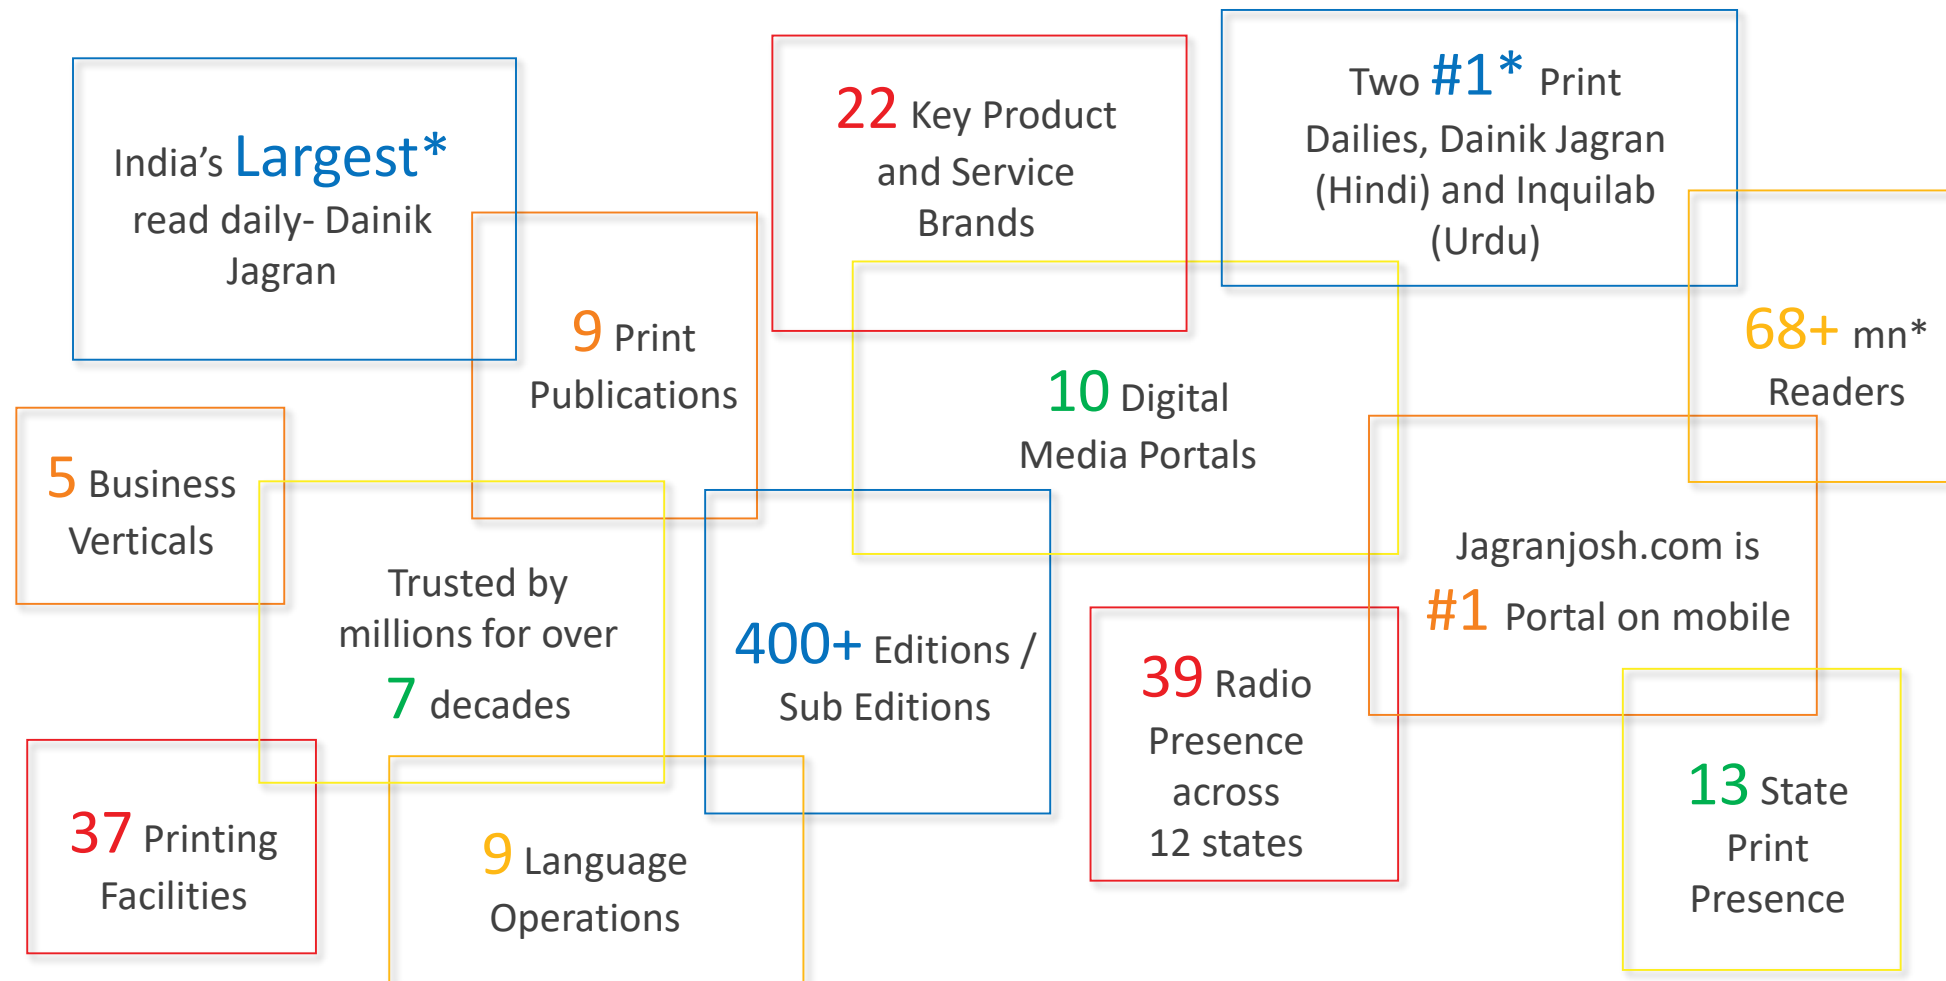 India's Largest*
read daily- Dainik
Jagran
9 Print
Publications
22 Key Product
and Service
Brands
Two #1* Print
Dailies, Dainik Jagran
(Hindi) and Inquilab
(Urdu)
68+ mn*
Readers
10 Digital
Media Portals
5 Business
Verticals
Trusted by
millions for over
7 decades
400+ Editions /
Sub Editions
Jagranjosh.com is
#1 Portal on mobile
39 Radio
Presence
across
12 states
13 State
Print
Presence
37 Printing
Facilities
9 Language
Operations